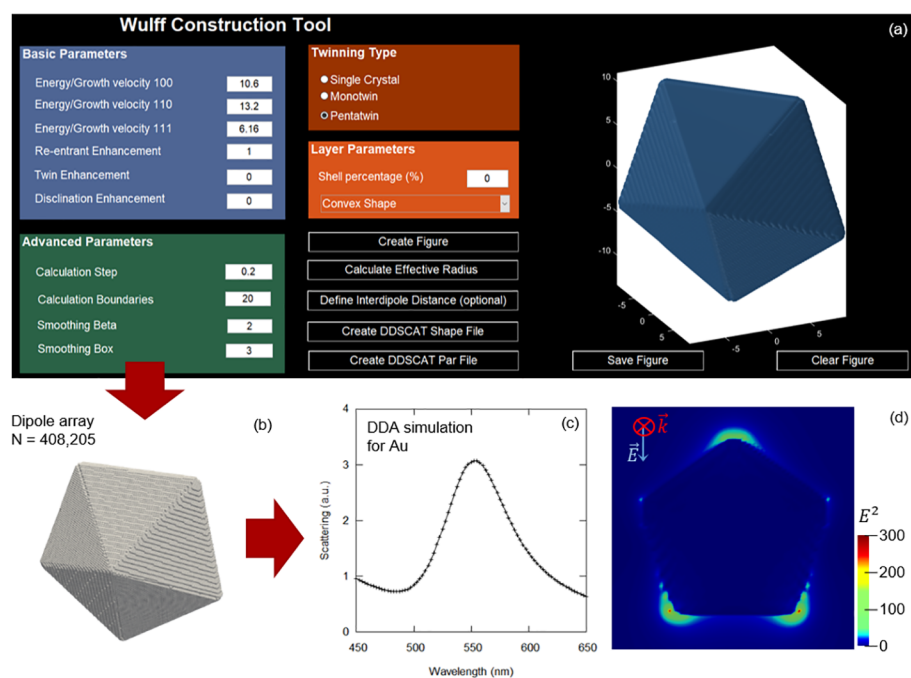 Wulff Construction Tool
(a)
Basic Parameters
Energy/Growth velocity 100
10.6
Energy/Growth velocity 110
13.2
Energy/Growth velocity 111
6.16
Re-entrant Enhancement
1
Twin Enhancement
0
Disclination Enhancement
0
Twinning Type
Single Crystal
Monotwin
Pentatwin
Layer Parameters
Shell percentage (%)
0
Convex Shape
Advanced Parameters
Calculation Step
0.2
Calculation Boundaries
20
Smoothing Beta
2
Smoothing Box
3
Create Figure
Calculate Effective Radius
Define Interdipole Distance (optional)
Create DDSCAT Shape File
Create DDSCAT Par File
10
5
0
-5
-10
-5
0
5
-5
0
5
Save Figure
Clear Figure
Dipole array
N = 408,205
(b)
DDA simulation
for Au
(c)
4
3
2
1
0
Scattering (a.u.)
450
500
550
600
650
Wavelength (nm)
(d)
k⃗
E⃗
E²
300
200
100
0